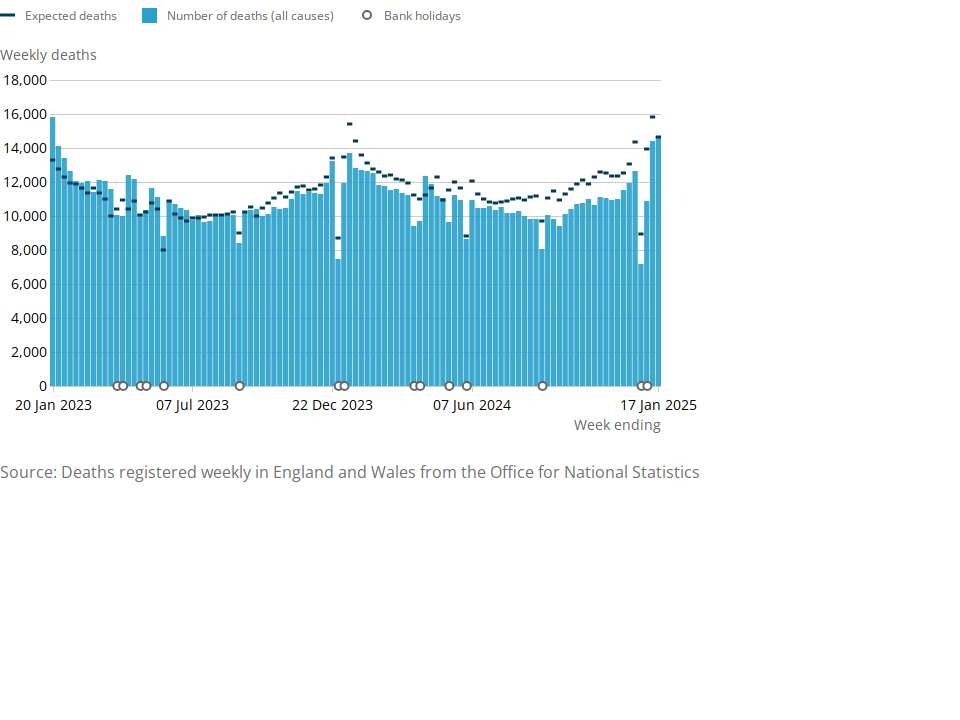 Expected deaths Number of deaths (all causes) Bank holidays
Weekly deaths
18,000
16,000
14,000
12,000
10,000
8,000
6,000
4,000
2,000
0
20 Jan 2023 07 Jul 2023 22 Dec 2023 07 Jun 2024 17 Jan 2025
Week ending
Source: Deaths registered weekly in England and Wales from the Office for National Statistics